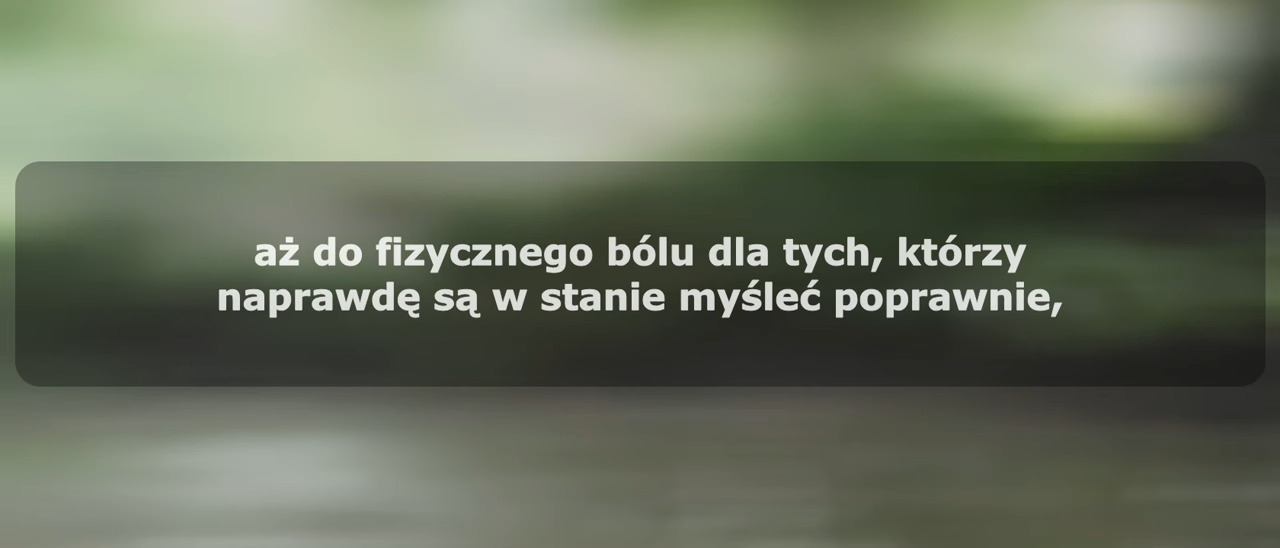 aż do fizycznego bólu dla tych, którzy
naprawdę są w stanie myśleć poprawnie,